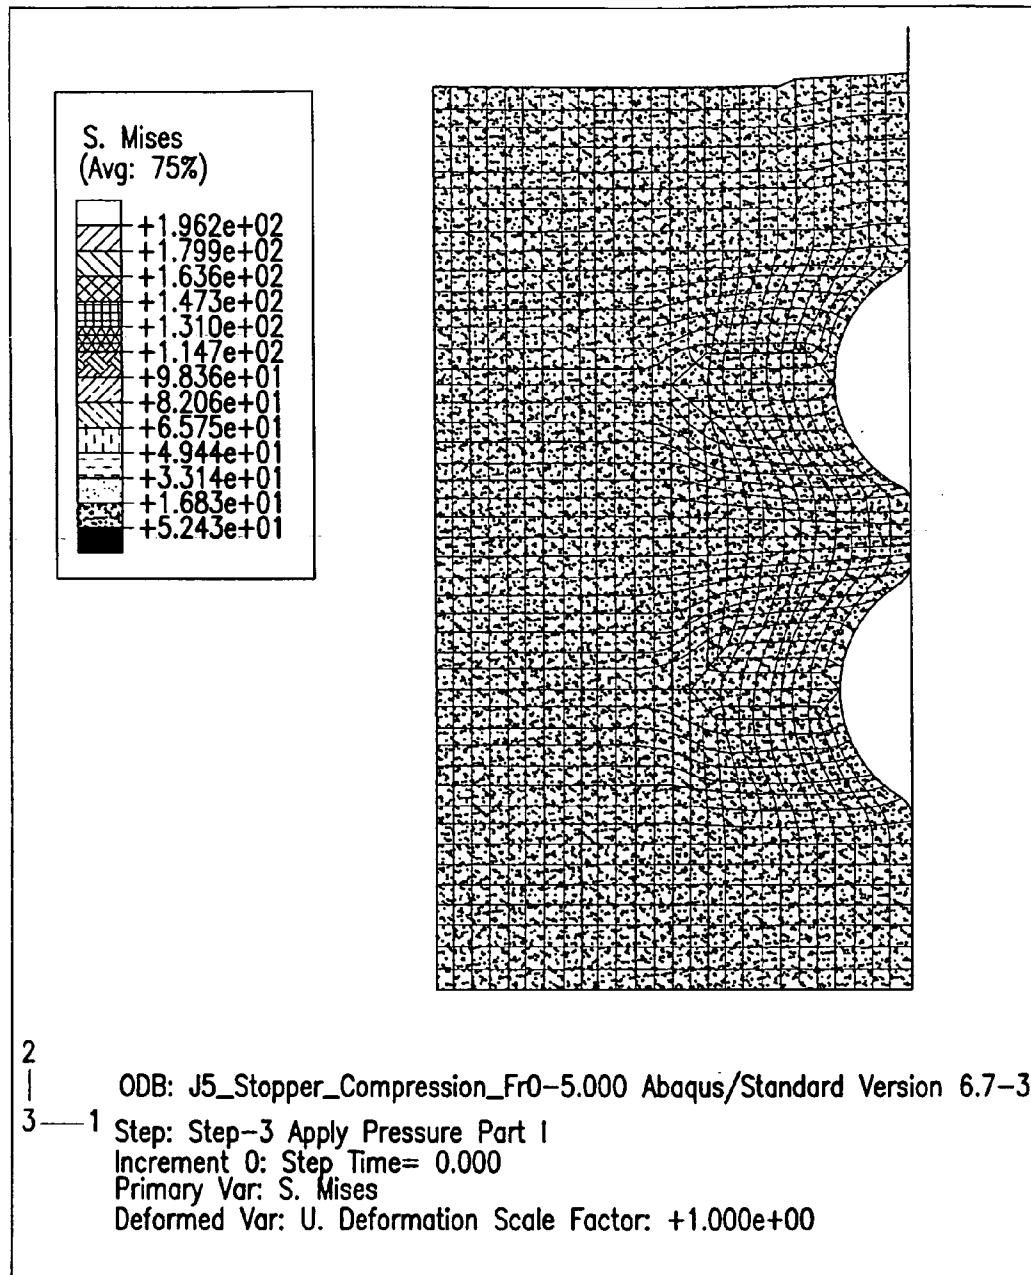 S. Mises
(Avg: 75%)
+1.962e+02
+1.799e+02
+1.636e+02
+1.473e+02
+1.310e+02
+1.147e+02
+9.836e+01
+8.206e+01
+6.575e+01
+4.944e+01
+3.314e+01
+1.683e+01
+5.243e+01
2
3 1
ODB: J5_Stopper_Compression_Fr0-5.000 Abaqus/Standard Version 6.7-3
Step: Step-3 Apply Pressure Part I
Increment 0: Step Time= 0.000
Primary Var: S. Mises
Deformed Var: U. Deformation Scale Factor: +1.000e+00